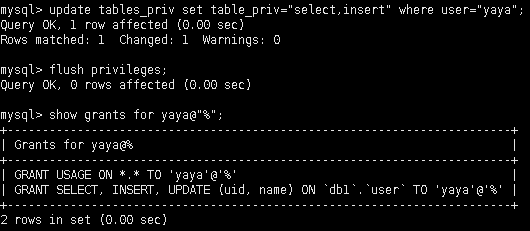 mysql> update tables_priv set table_priv="select,insert" where user="yaya";
Query OK, 1 row affected (0.00 sec)
Rows matched: 1  Changed: 1  Warnings: 0
mysql> flush privileges;
Query OK, 0 rows affected (0.00 sec)
mysql> show grants for yaya@"%";
+----------------------------------------------------------------------+
| Grants for yaya@%                                                    |
+----------------------------------------------------------------------+
| GRANT USAGE ON *.* TO 'yaya'@'%'                                     |
| GRANT SELECT, INSERT, UPDATE (uid, name) ON `db1`.`user` TO 'yaya'@'%' |
+----------------------------------------------------------------------+
2 rows in set (0.00 sec)